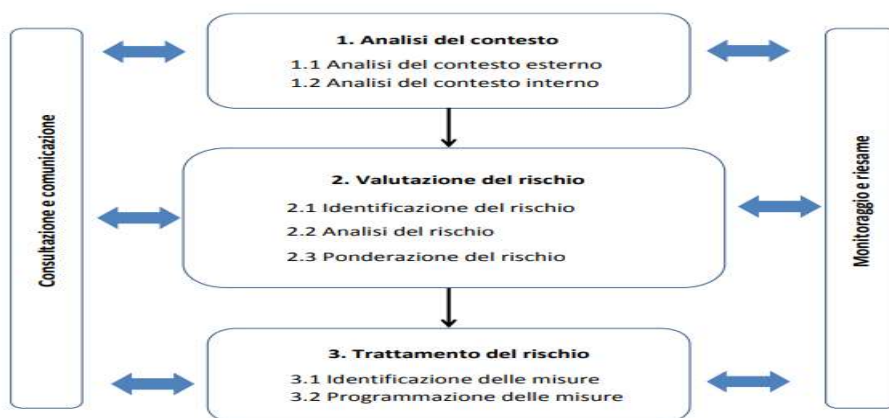 Consultazione e comunicazione
1. Analisi del contesto
1.1 Analisi del contesto esterno
1.2 Analisi del contesto interno
2. Valutazione del rischio
2.1 Identificazione del rischio
2.2 Analisi del rischio
2.3 Ponderazione del rischio
3. Trattamento del rischio
3.1 Identificazione delle misure
3.2 Programmazione delle misure
Monitoraggio e riesame